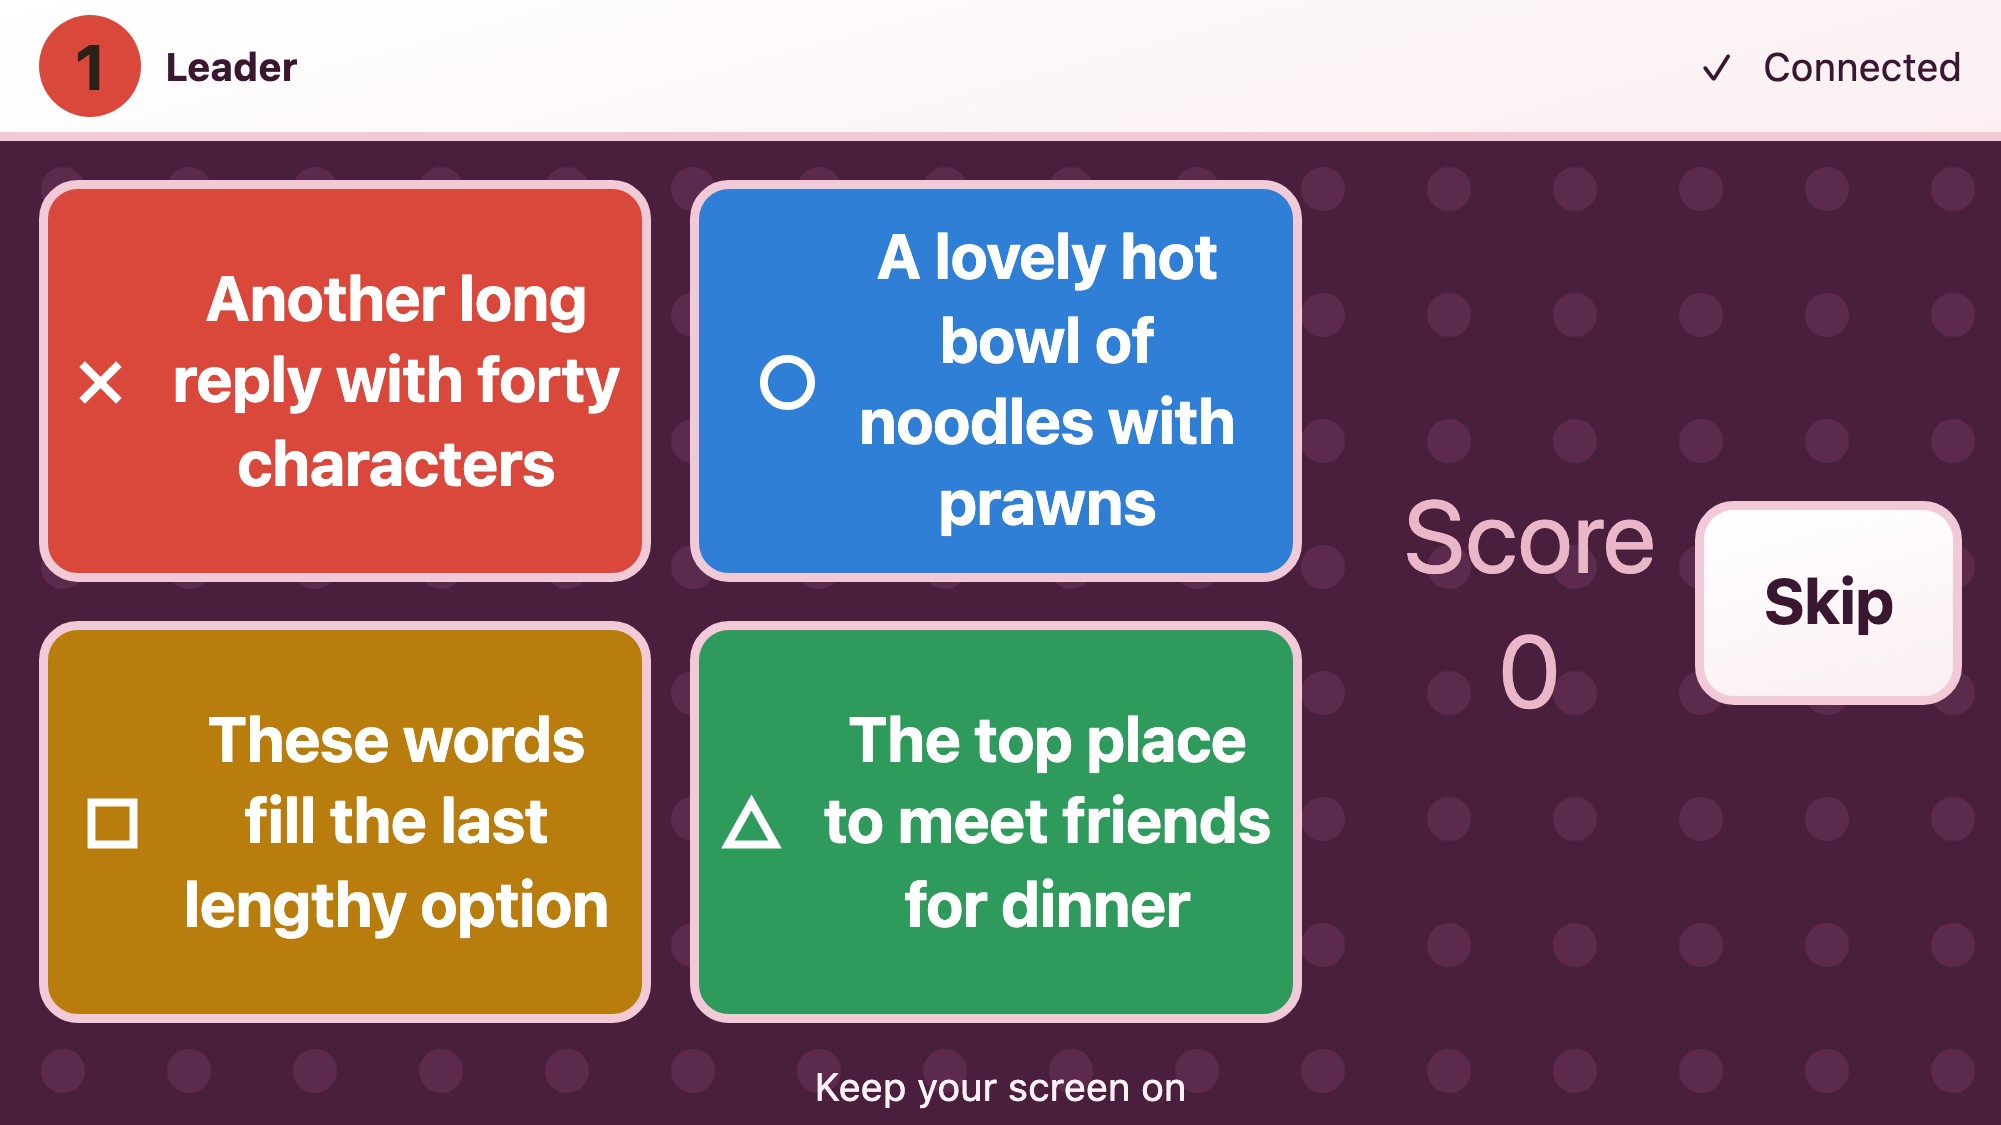 1 Leader
✓ Connected
Another long
reply with forty
characters
A lovely hot
bowl of
noodles with
prawns
These words
fill the last
lengthy option
The top place
to meet friends
for dinner
Score
0
Skip
Keep your screen on